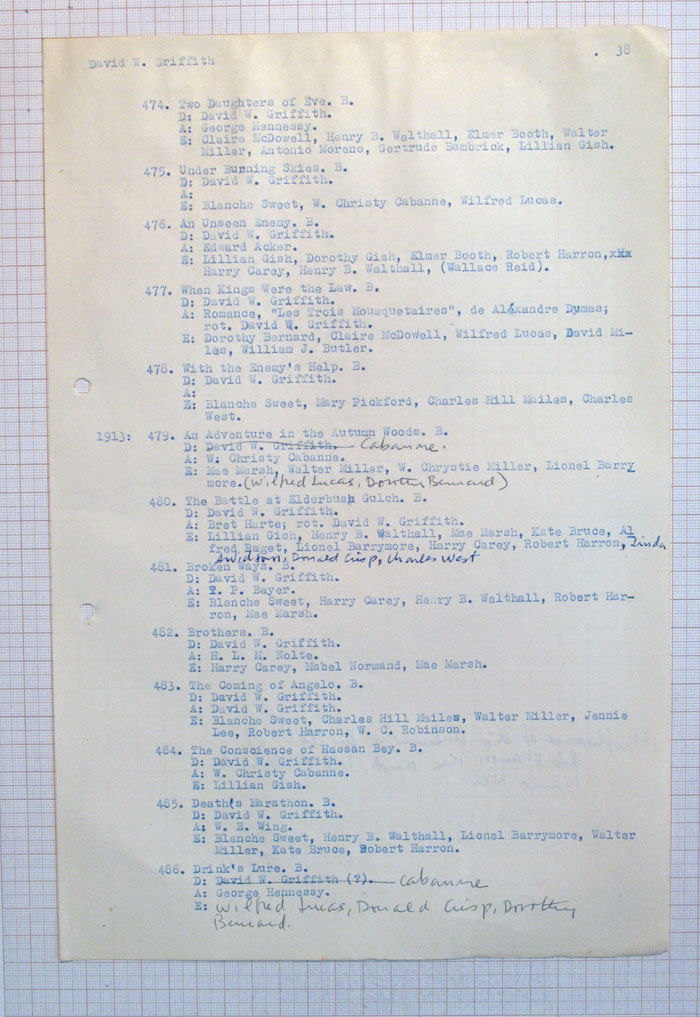 David W. Griffith
. 38
474. Two Daughters of Eve. B.
D: David W. Griffith.
A: George Hennessy.
E: Claire McDowell, Henry B. Walthall, Elmer Booth, Walter
Miller, Antonio Moreno, Gertrude Bambrick, Lillian Gish.
475. Under Burning Skies. B.
D: David W. Griffith.
A:
E: Blanche Sweet, W. Christy Cabanne, Wilfred Lucas.
476. An Unseen Enemy. B.
D: David W. Griffith.
A: Edward Acker.
E: Lillian Gish, Dorothy Gish, Elmer Booth, Robert Harron,
Harry Carey, Henry B. Walthall, (Wallace Reid).
477. When Kings Were the Law. B.
D: David W. Griffith.
A: Romance, "Les Trois Mousquetaires", de Aléxandre Dumas;
rot. David W. Griffith.
E: Dorothy Bernard, Claire McDowell, Wilfred Lucas, David Mi-
les, William J. Butler.
478. With the Enemy's Help. B.
D: David W. Griffith.
A:
E: Blanche Sweet, Mary Pickford, Charles Hill Mailes, Charles
West.
1913: 479. An Adventure in the Autumn Woods. B.
D: David W. Griffith. Cabanne.
A: W. Christy Cabanne.
E: Mae Marsh, Walter Miller, W. Chrystie Miller, Lionel Barry
more. (Wilfred Lucas, Dorothy Bernard)
480. The Battle at Elderbush Gulch. B.
D: David W. Griffith.
A: Bret Harte; rot. David W. Griffith.
E: Lillian Gish, Henry B. Walthall, Mae Marsh, Kate Bruce, Al
fred Paget, Lionel Barrymore, Harry Carey, Robert Harron, Linda
Avidson, Donald Crisp, Charles West
481. Broken Ways. B.
D: David W. Griffith.
A: T. P. Bayer.
E: Blanche Sweet, Harry Carey, Henry B. Walthall, Robert Har-
ron, Mae Marsh.
482. Brothers. B.
D: David W. Griffith.
A: H. L. M. Nolte.
E: Harry Carey, Mabel Normand, Mae Marsh.
483. The Coming of Angelo. B.
D: David W. Griffith.
A: David W. Griffith.
E: Blanche Sweet, Charles Hill Mailes, Walter Miller, Jennie
Lee, Robert Harron, W. C. Robinson.
484. The Conscience of Hassan Bey. B.
D: David W. Griffith.
A: W. Christy Cabanne.
E: Lillian Gish.
485. Death's Marathon. B.
D: David W. Griffith.
A: W. E. Wing.
E: Blanche Sweet, Henry B. Walthall, Lionel Barrymore, Walter
Miller, Kate Bruce, Robert Harron.
486. Drink's Lure. B.
D: David W. Griffith (?). Cabanne
A: George Hennessy.
E: Wilfred Lucas, Donald Crisp, Dorothy
Bernard.